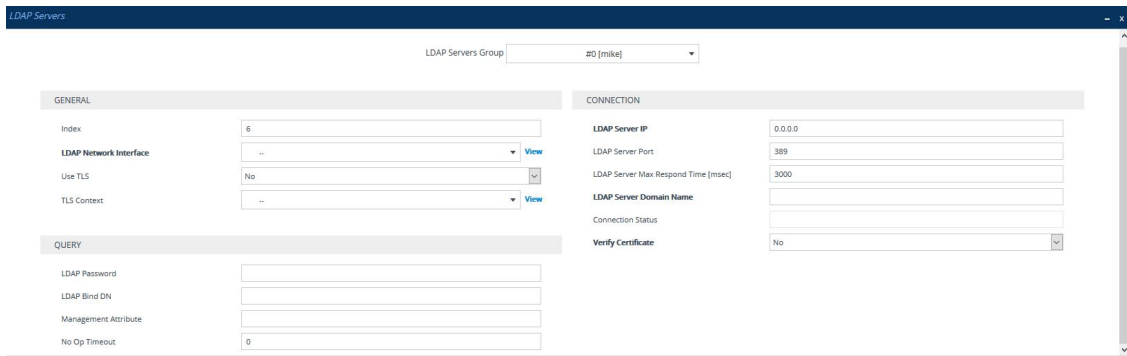 LDAP Servers
LDAP Servers Group #0 [mike]
GENERAL
Index 6
LDAP Network Interface -- View
Use TLS No
TLS Context -- View
QUERY
LDAP Password
LDAP Bind DN
Management Attribute
No Op Timeout 0
CONNECTION
LDAP Server IP 0.0.0.0
LDAP Server Port 389
LDAP Server Max Respond Time [msec] 3000
LDAP Server Domain Name
Connection Status
Verify Certificate No